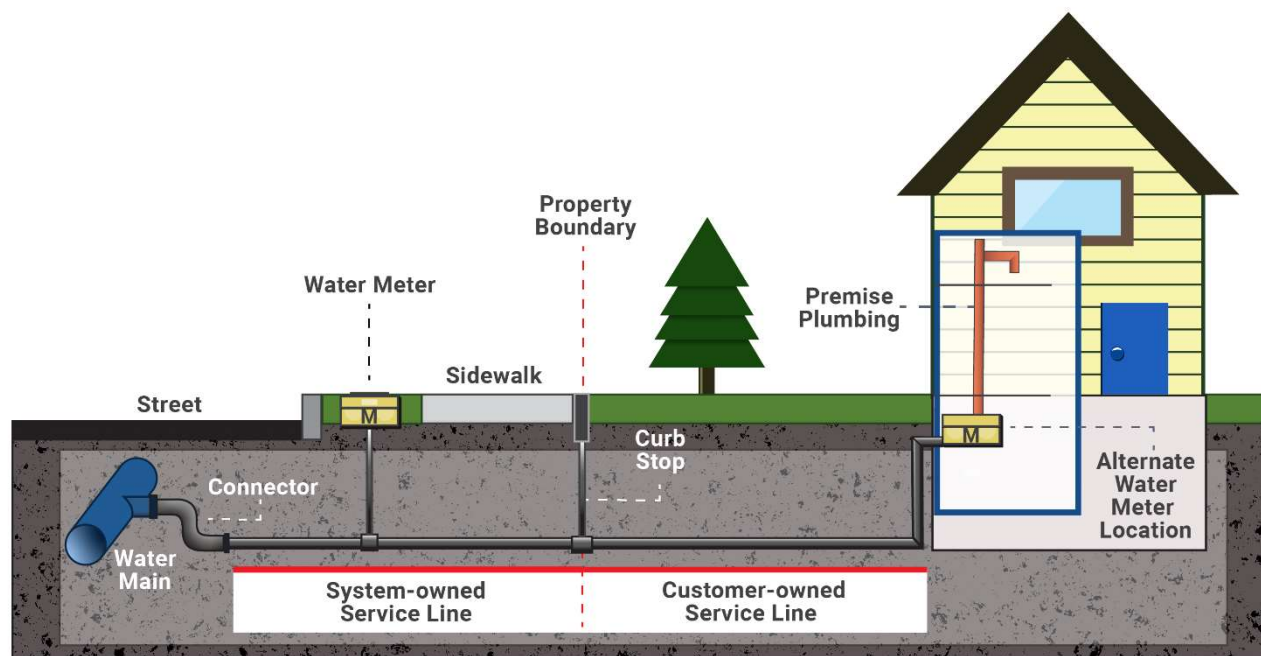 Property
Boundary
Water Meter
Premise
Plumbing
Sidewalk
Street
M
M
Curb
Stop
Connector
Alternate
Water
Meter
Location
Water
Main
System-owned
Service Line
Customer-owned
Service Line